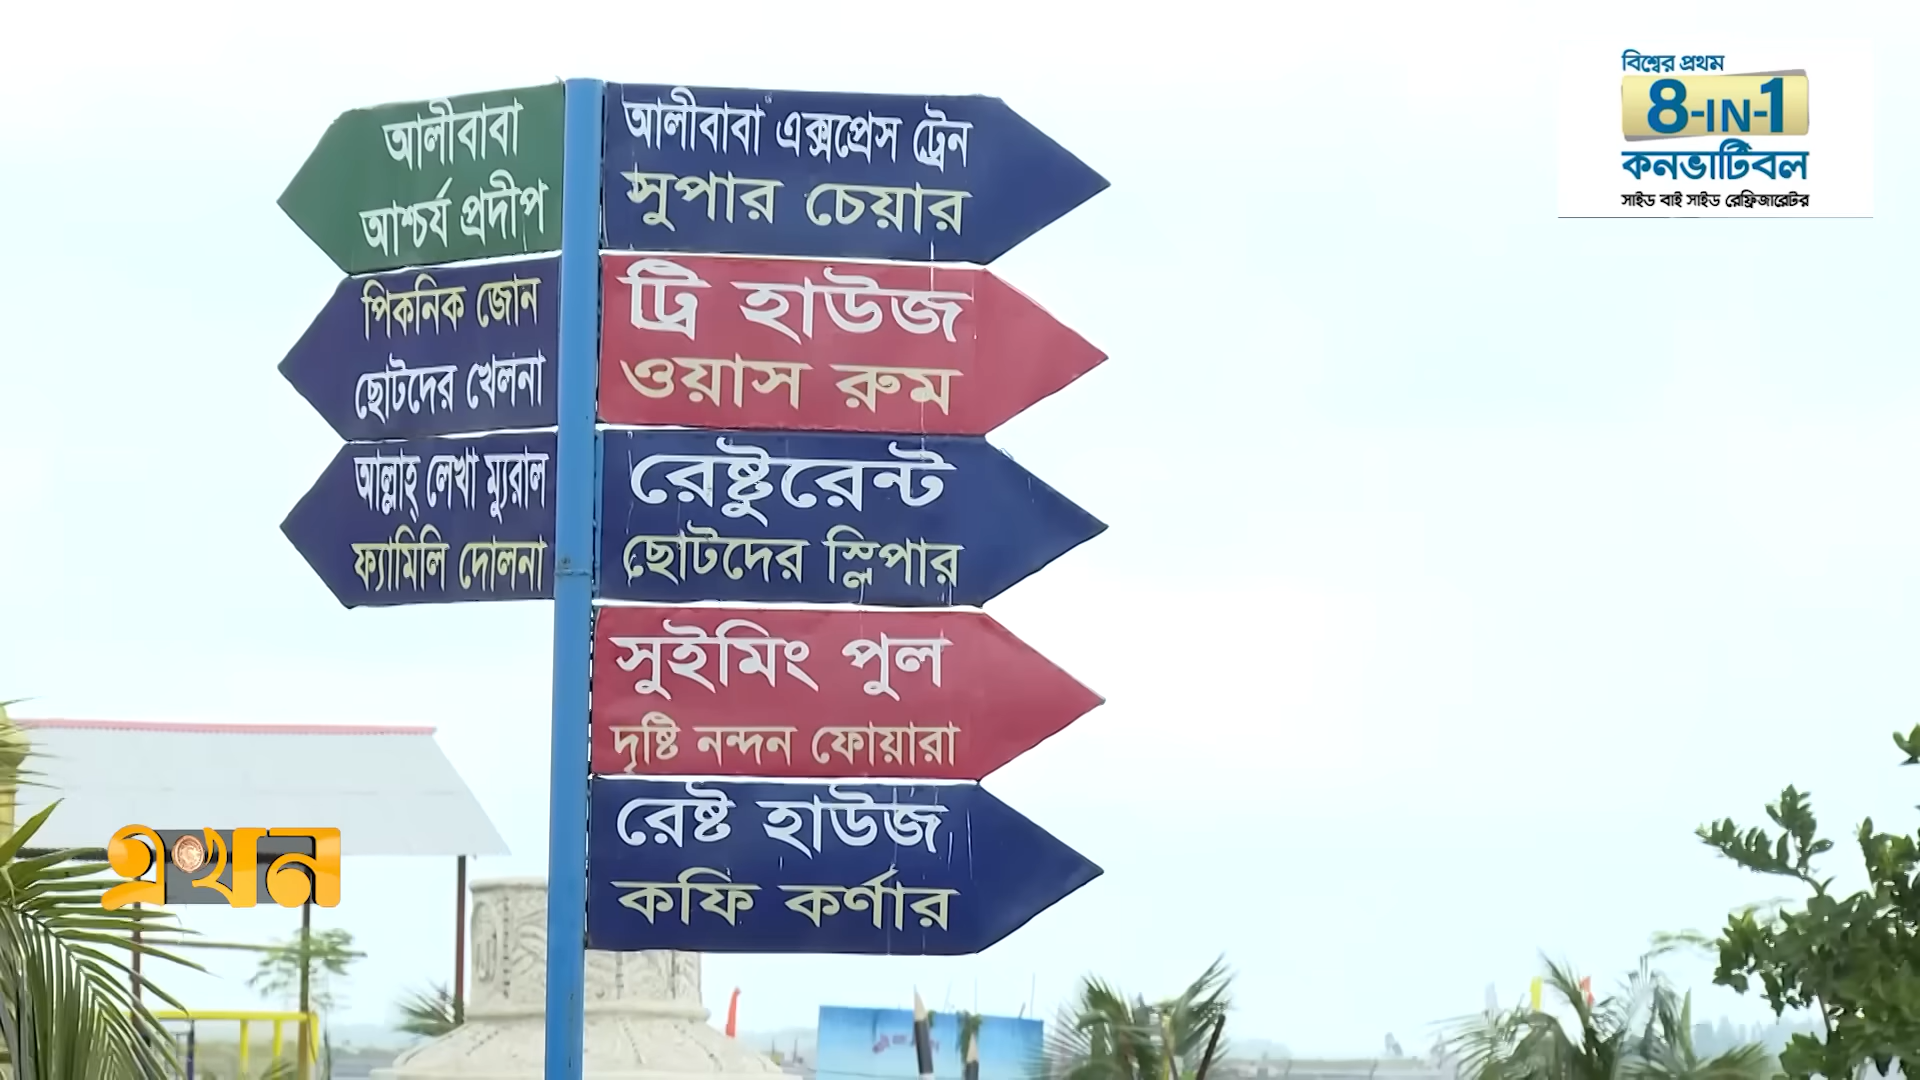 আলীবাবা
আশ্চর্য প্রদীপ
পিকনিক জোন
ছোটদের খেলনা
আল্লাহ্ লেখা ম্যুরাল
ফ্যামিলি দোলনা
আলীবাবা এক্সপ্রেস ট্রেন
সুপার চেয়ার
ট্রি হাউজ
ওয়াস রুম
রেষ্টুরেন্ট
ছোটদের স্লিপার
সুইমিং পুল
দৃষ্টি নন্দন ফোয়ারা
রেষ্ট হাউজ
কফি কর্ণার
বিশ্বের প্রথম
8-IN-1
কনভার্টিবল
সাইড বাই সাইড রেফ্রিজারেটর
এখন